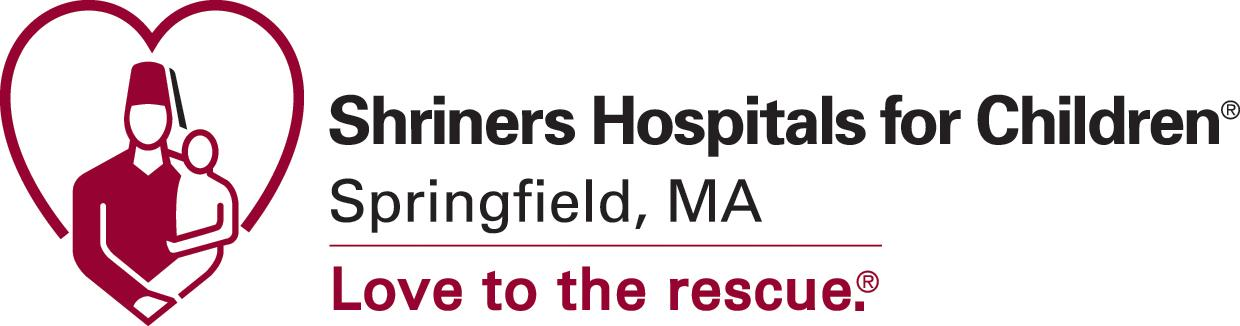 Shriners Hospitals for Children®
Springfield, MA
Love to the rescue.®